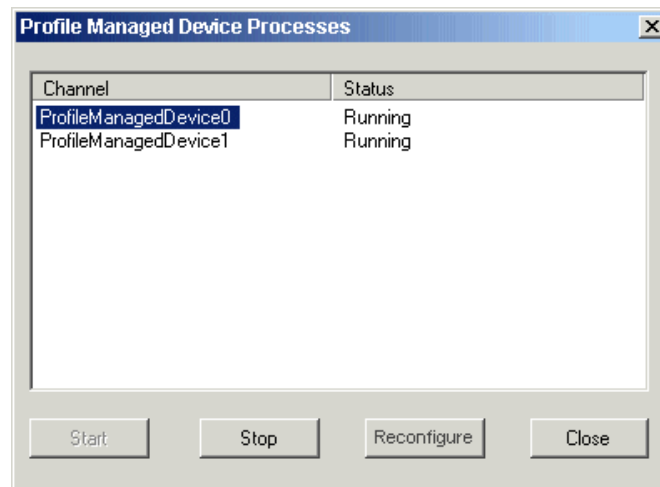 Profile Managed Device Processes
Channel Status
ProfileManagedDevice0 Running
ProfileManagedDevice1 Running
Start Stop Reconfigure Close